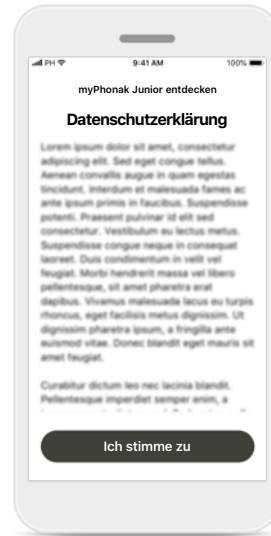 PH 9:41 AM 100%
myPhonak Junior entdecken
Datenschutzerklärung
Lorem ipsum dolor sit amet, consectetur
adipiscing elit. Sed eget congue tellus.
Aenean convallis augue in quam egestas
tincidunt. Interdum et malesuada fames ac
ante ipsum primis in faucibus. Suspendisse
potenti. Praesent pulvinar id elit sed
consectetur. Vestibulum eu lectus metus.
Suspendisse congue neque in consequat
laoreet. Duis condimentum in velit vel
feugiat. Morbi hendrerit massa vel libero
pellentesque, sit amet pharetra erat
dapibus. Vivamus malesuada lacus eu turpis
rhoncus, eget facilisis metus dignissim. Ut
dignissim pharetra ipsum, a fringilla ante
euismod vitae. Donec blandit eget mauris sit
amet feugiat.
Curabitur dictum leo nec lacinia blandit.
Pellentesque imperdiet semper enim, a
Ich stimme zu